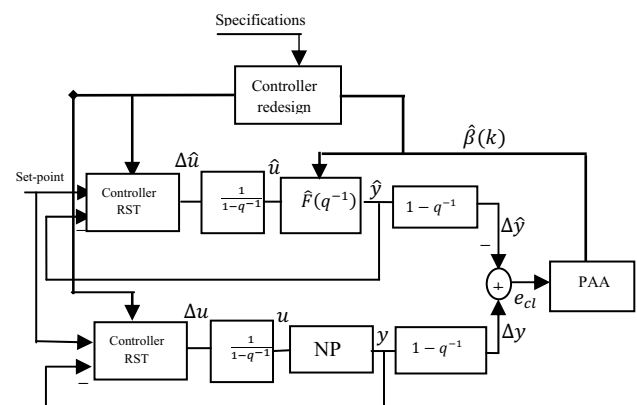 Specifications
Controller
redesign
β̂(k)
Set-point
Controller
RST
Δû
1/(1−q⁻¹)
û
F̂(q⁻¹)
ŷ
1 − q⁻¹
Δŷ
−
−
+
e_cl
PAA
Controller
RST
Δu
1/(1−q⁻¹)
u
NP
y
1 − q⁻¹
Δy
−